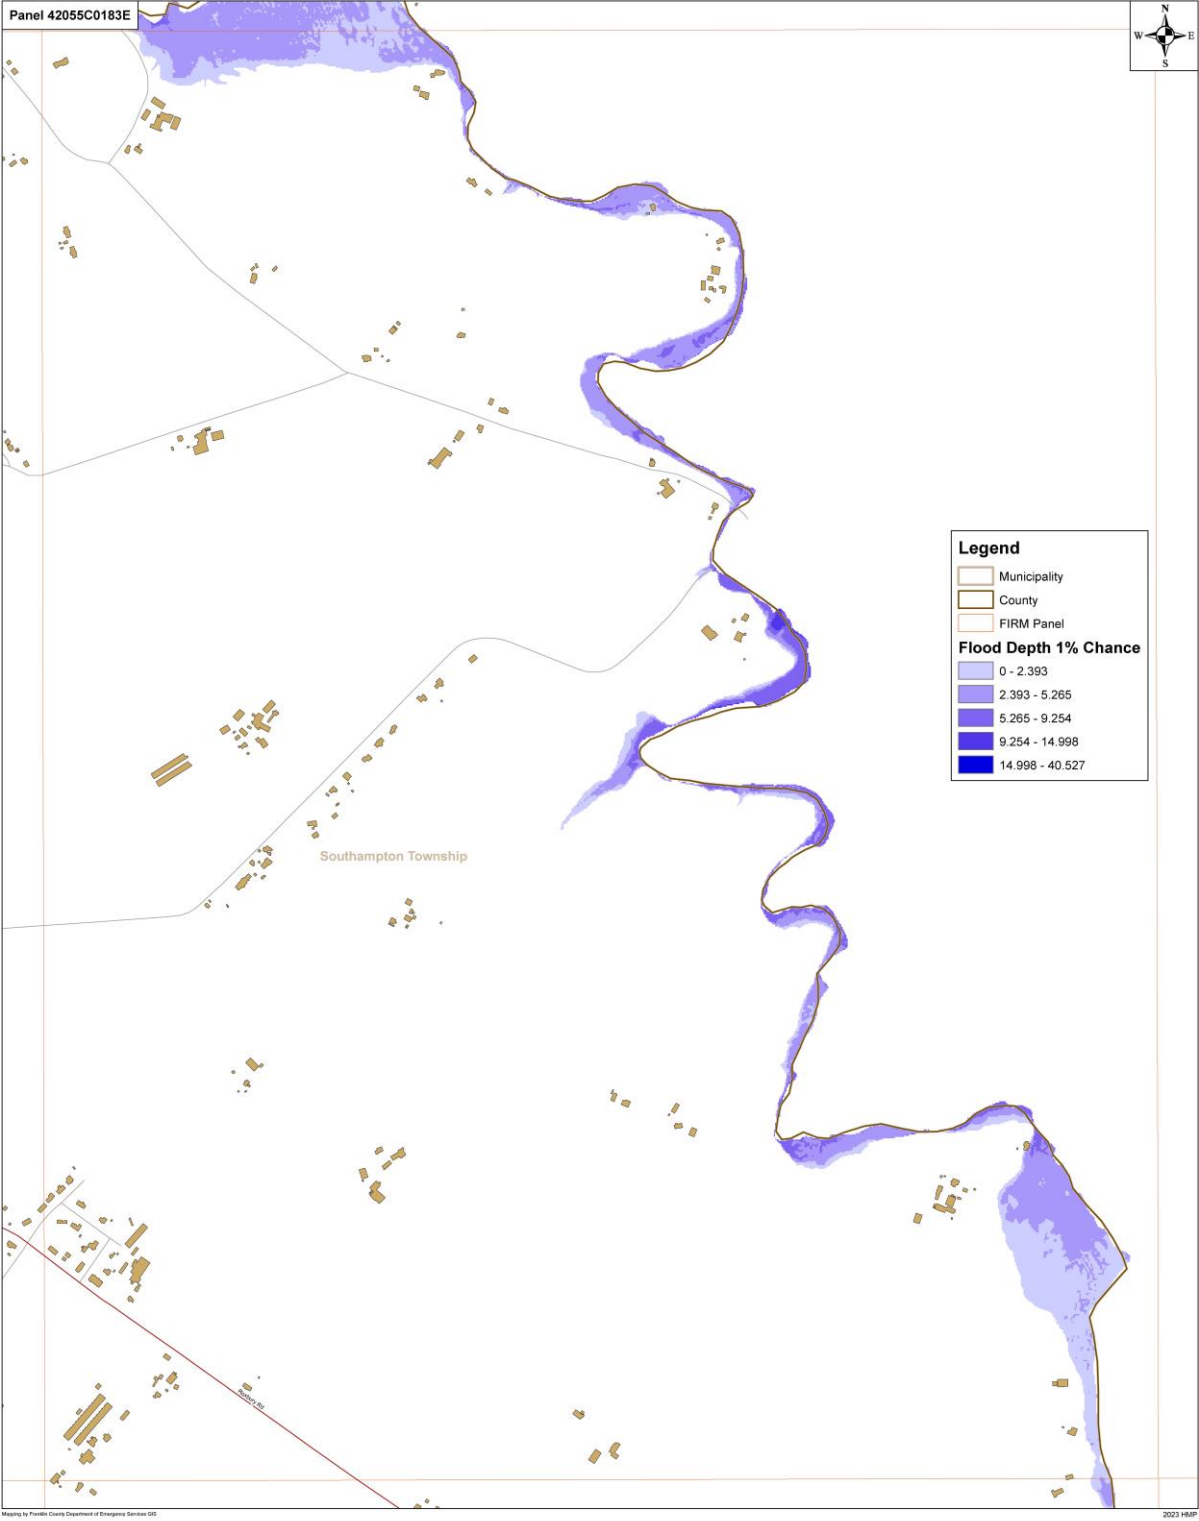 Panel 42055C0183E
N
W E
S
Legend
Municipality
County
FIRM Panel
Flood Depth 1% Chance
0 - 2.393
2.393 - 5.265
5.265 - 9.254
9.254 - 14.998
14.998 - 40.527
Southampton Township
Roxbury Rd
Mapping by Franklin County Department of Emergency Services GIS
2023 HMP